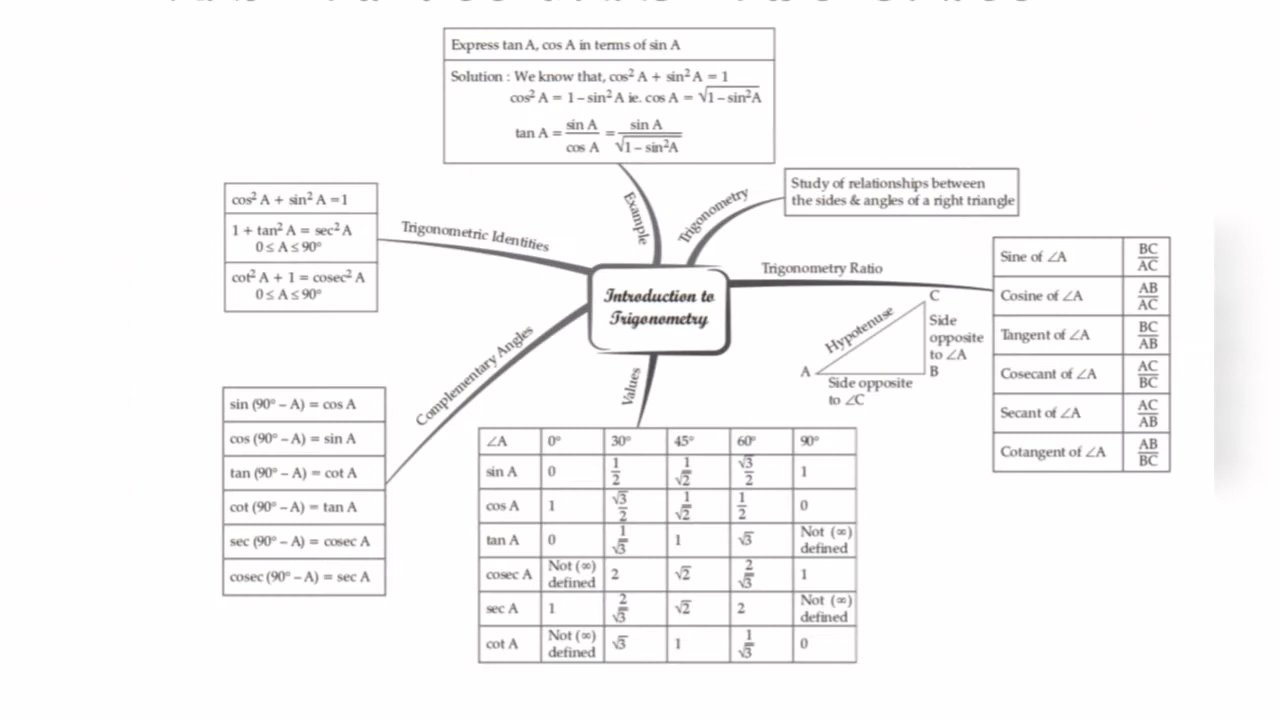 Express tan A, cos A in terms of sin A
Solution : We know that, cos² A + sin² A = 1
cos² A = 1 – sin² A ie. cos A = √1 – sin²A
tan A = sin A / cos A = sin A / √1 – sin²A
Example
Trigonometry
Study of relationships between
the sides & angles of a right triangle
cos² A + sin² A =1
1 + tan² A = sec² A
0 ≤ A ≤ 90°
cot² A + 1 = cosec² A
0 ≤ A ≤ 90°
Trigonometric Identities
Introduction to
Trigonometry
Trigonometry Ratio
Sine of ∠A BC/AC
Cosine of ∠A AB/AC
Tangent of ∠A BC/AB
Cosecant of ∠A AC/BC
Secant of ∠A AC/AB
Cotangent of ∠A AB/BC
C
Hypotenuse
Side
opposite
to ∠A
A
B
Side opposite
to ∠C
Complementary Angles
sin (90° – A) = cos A
cos (90° – A) = sin A
tan (90° – A) = cot A
cot (90° – A) = tan A
sec (90° – A) = cosec A
cosec (90° – A) = sec A
Values
∠A 0° 30° 45° 60° 90°
sin A 0 1/2 1/√2 √3/2 1
cos A 1 √3/2 1/√2 1/2 0
tan A 0 1/√3 1 √3 Not (∞) defined
cosec A Not (∞) defined 2 √2 2/√3 1
sec A 1 2/√3 √2 2 Not (∞) defined
cot A Not (∞) defined √3 1 1/√3 0